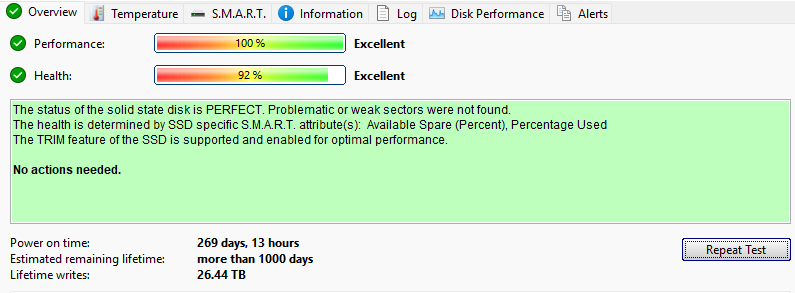 Overview Temperature S.M.A.R.T. Information Log Disk Performance Alerts
Performance: 100 % Excellent
Health: 92 % Excellent
The status of the solid state disk is PERFECT. Problematic or weak sectors were not found.
The health is determined by SSD specific S.M.A.R.T. attribute(s):  Available Spare (Percent), Percentage Used
The TRIM feature of the SSD is supported and enabled for optimal performance.
No actions needed.
Power on time: 269 days, 13 hours
Repeat Test
Estimated remaining lifetime: more than 1000 days
Lifetime writes: 26.44 TB